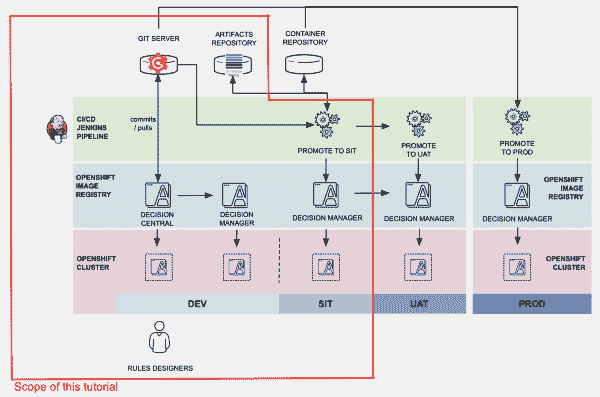 GIT SERVER
ARTIFACTS
REPOSITORY
CONTAINER
REPOSITORY
CI/CD
JENKINS
PIPELINE
commits
/ pulls
PROMOTE TO SIT
PROMOTE
TO UAT
PROMOTE
TO PROD
OPENSHIFT
IMAGE
REGISTRY
DECISION
CENTRAL
DECISION
MANAGER
DECISION MANAGER
DECISION MANAGER
DECISION MANAGER
OPENSHIFT
IMAGE
REGISTRY
OPENSHIFT
CLUSTER
OPENSHIFT
CLUSTER
DEV
SIT
UAT
PROD
RULES DESIGNERS
Scope of this tutorial